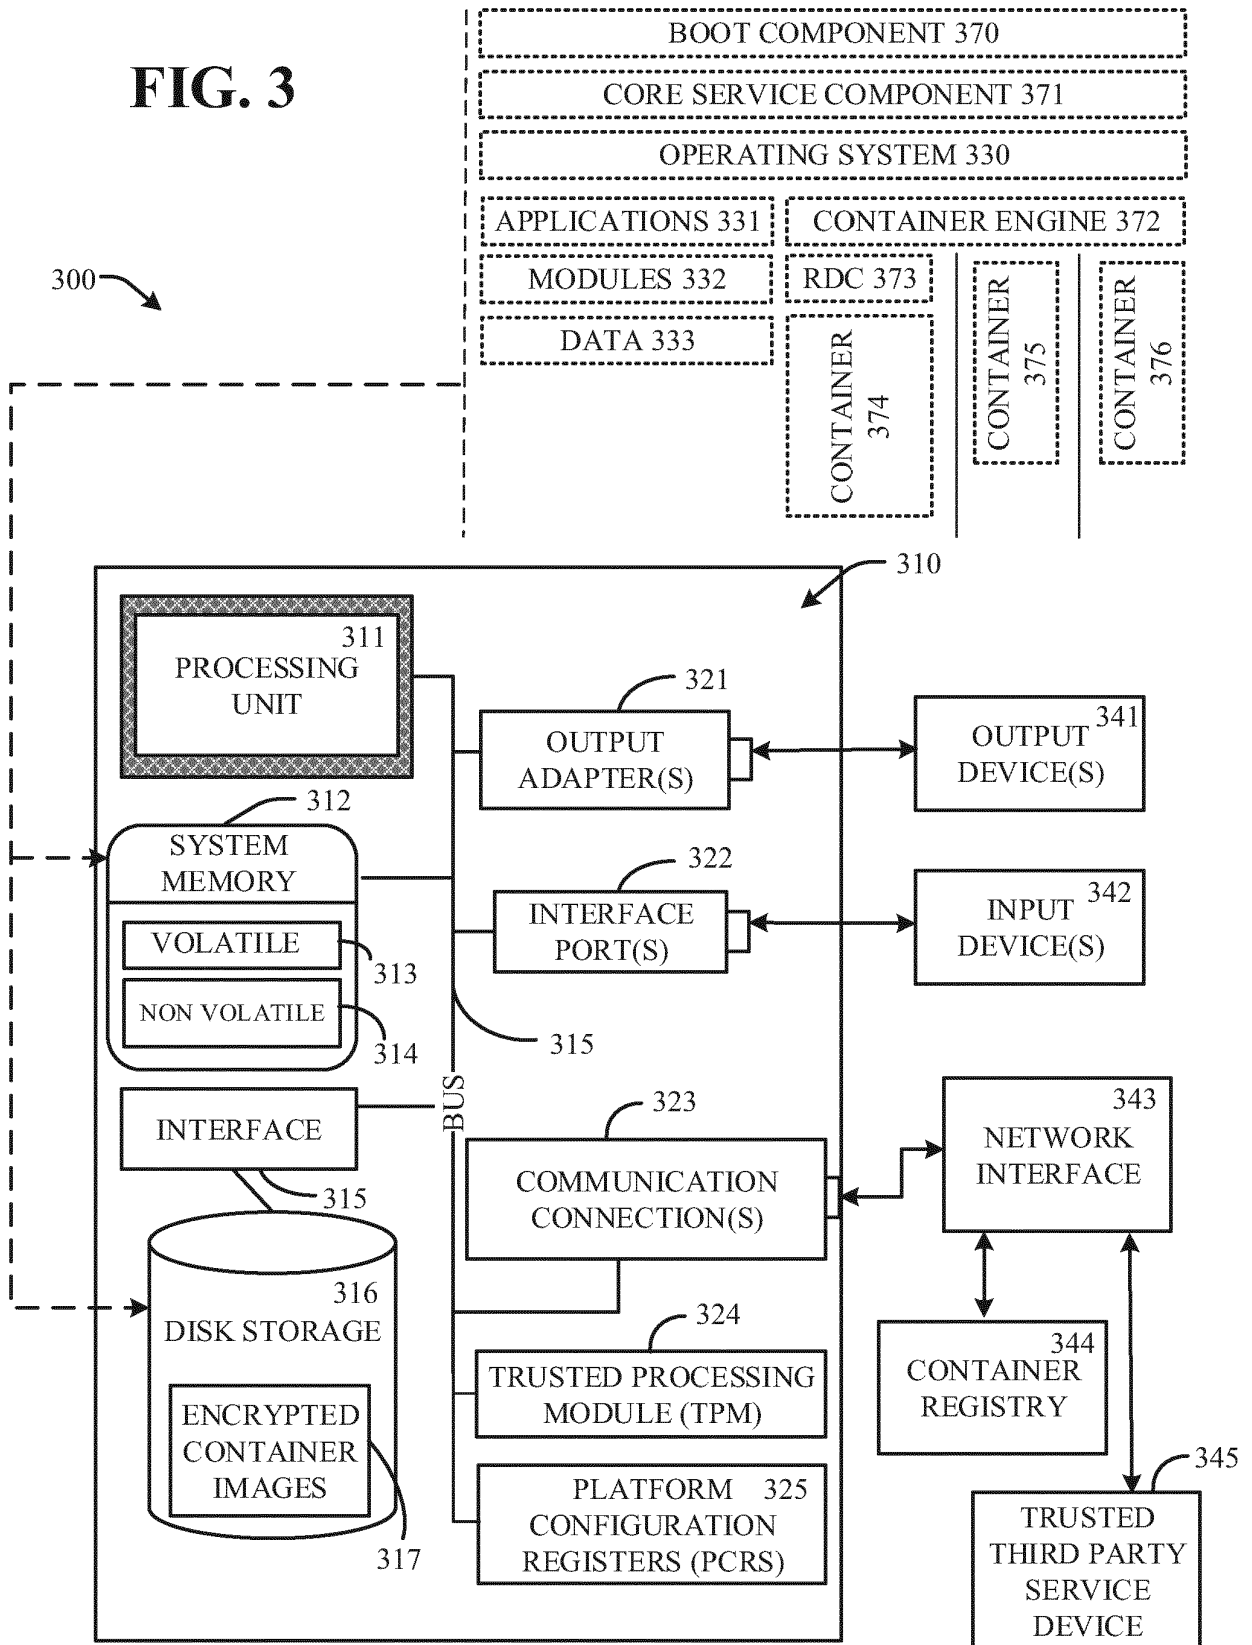 FIG. 3
BOOT COMPONENT 370
CORE SERVICE COMPONENT 371
OPERATING SYSTEM 330
APPLICATIONS 331
CONTAINER ENGINE 372
MODULES 332
RDC 373
DATA 333
CONTAINER
374
CONTAINER
375
CONTAINER
376
300
310
311
PROCESSING
UNIT
312
SYSTEM
MEMORY
VOLATILE
313
NON VOLATILE
314
INTERFACE
315
316
DISK STORAGE
ENCRYPTED
CONTAINER
IMAGES
317
BUS
315
321
OUTPUT
ADAPTER(S)
322
INTERFACE
PORT(S)
323
COMMUNICATION
CONNECTION(S)
324
TRUSTED PROCESSING
MODULE (TPM)
PLATFORM 325
CONFIGURATION
REGISTERS (PCRS)
341
OUTPUT
DEVICE(S)
342
INPUT
DEVICE(S)
343
NETWORK
INTERFACE
344
CONTAINER
REGISTRY
345
TRUSTED
THIRD PARTY
SERVICE
DEVICE